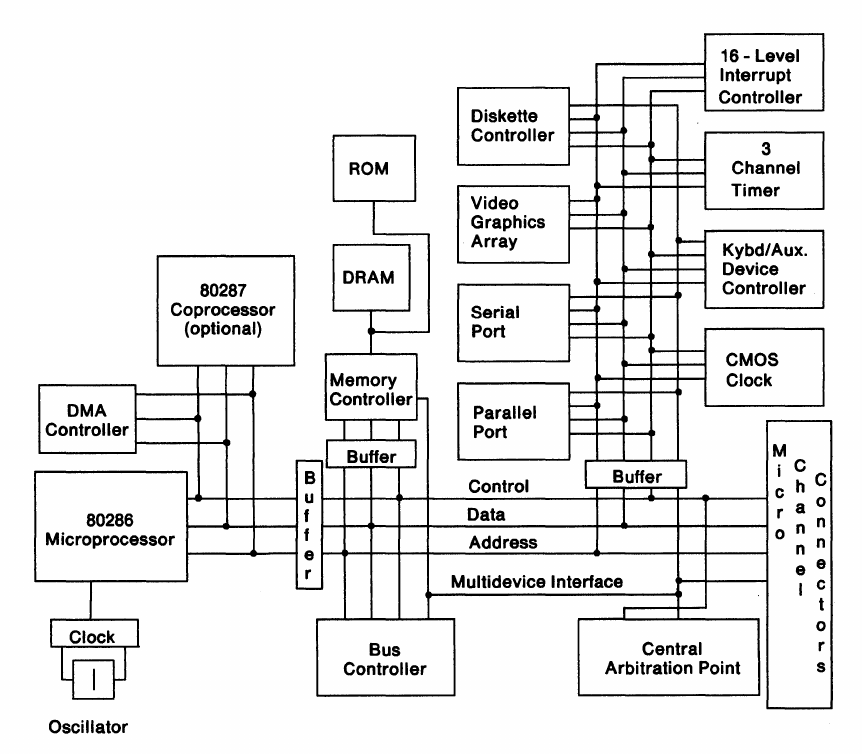 16 - Level
Interrupt
Controller
Diskette
Controller
ROM
3
Channel
Timer
Video
Graphics
Array
Kybd/Aux.
Device
Controller
DRAM
80287
Coprocessor
(optional)
Serial
Port
CMOS
Clock
Memory
Controller
DMA
Controller
Parallel
Port
Buffer
Buffer
Micro
Channel
Connectors
Buffer
Control
80286
Microprocessor
Data
Address
Multidevice Interface
Clock
Bus
Controller
Central
Arbitration Point
Oscillator